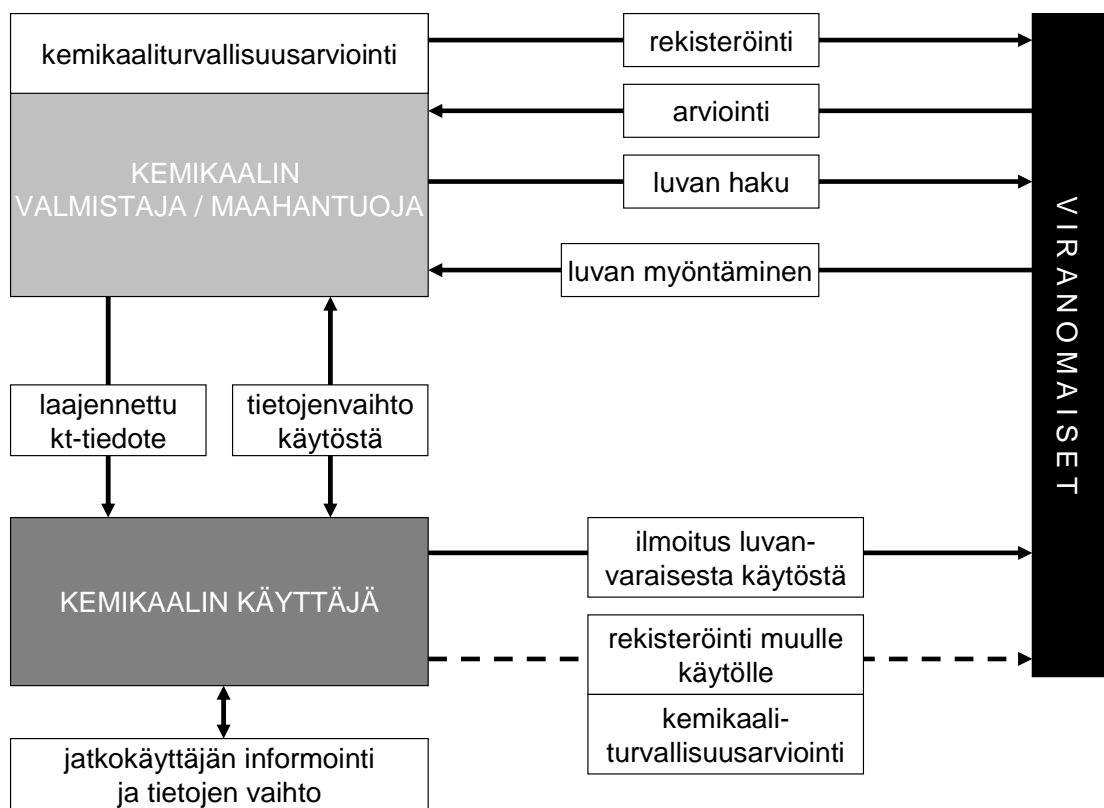 kemikaaliturvallisuusarviointi
rekisteröinti
arviointi
KEMIKAALIN
VALMISTAJA / MAAHANTUOJA
luvan haku
luvan myöntäminen
VIRANOMAISET
laajennettu
kt-tiedote
tietojenvaihto
käytöstä
KEMIKAALIN KÄYTTÄJÄ
ilmoitus luvan-
varaisesta käytöstä
rekisteröinti muulle
käytölle
kemikaali-
turvallisuusarviointi
jatkokäyttäjän informointi
ja tietojen vaihto